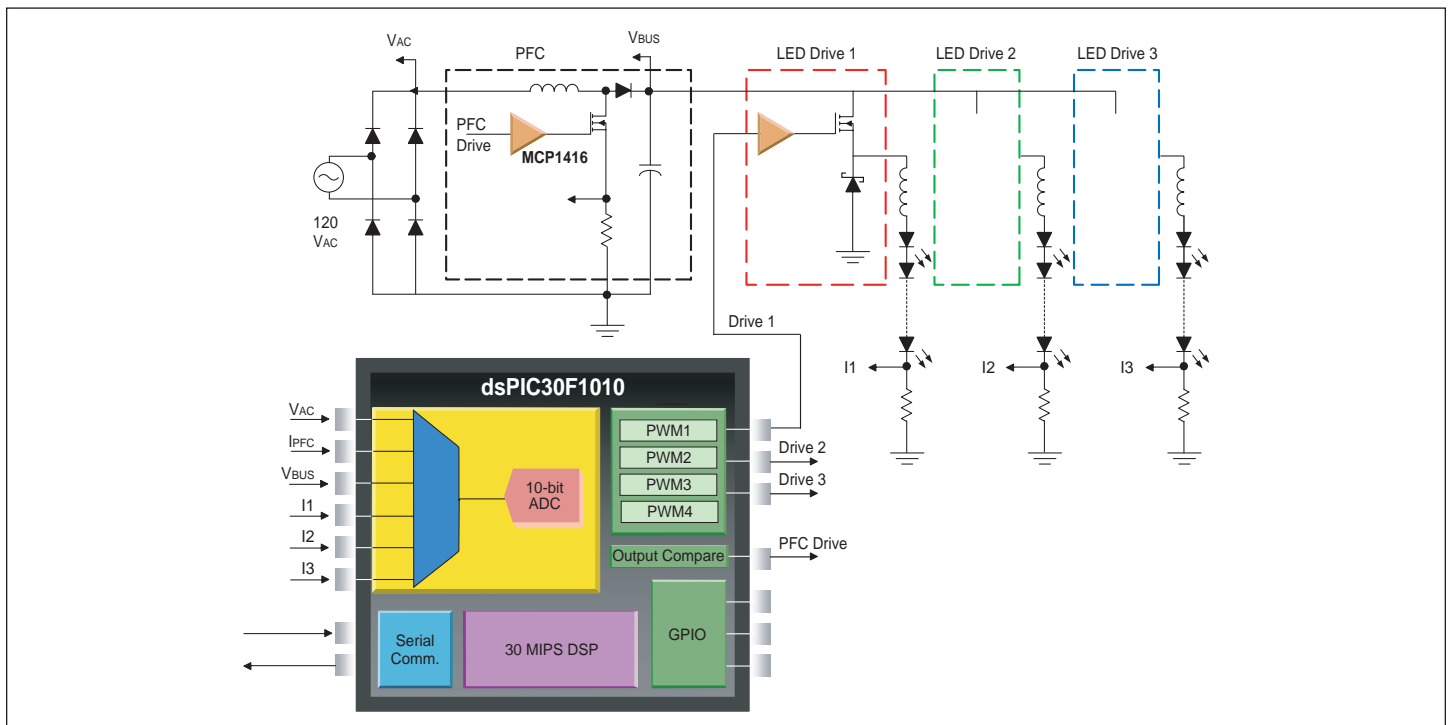 VAC
PFC
VBUS
LED Drive 1
LED Drive 2
LED Drive 3
PFC
Drive
MCP1416
120
VAC
Drive 1
I1
I2
I3
dsPIC30F1010
VAC
IPFC
VBUS
I1
I2
I3
10-bit
ADC
PWM1
PWM2
PWM3
PWM4
Drive 2
Drive 3
Output Compare
PFC Drive
Serial
Comm.
30 MIPS DSP
GPIO